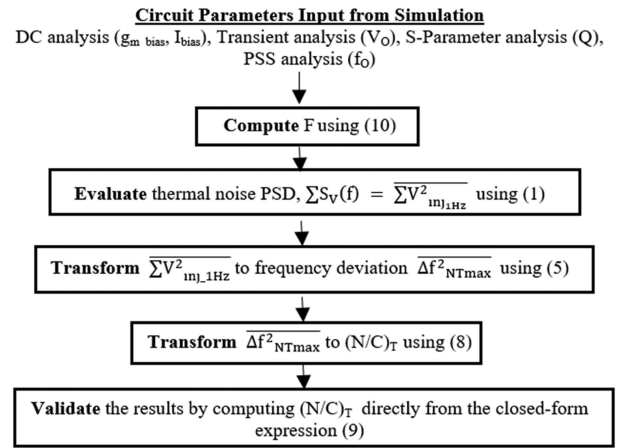 Circuit Parameters Input from Simulation
DC analysis (gm bias, Ibias), Transient analysis (VO), S-Parameter analysis (Q),
PSS analysis (fO)
Compute F using (10)
Evaluate thermal noise PSD, ∑SV(f) = ∑V²ınȷ1Hz using (1)
Transform ∑V²ınȷ_1Hz to frequency deviation Δf²NTmax using (5)
Transform Δf²NTmax to (N/C)T using (8)
Validate the results by computing (N/C)T directly from the closed-form
expression (9)